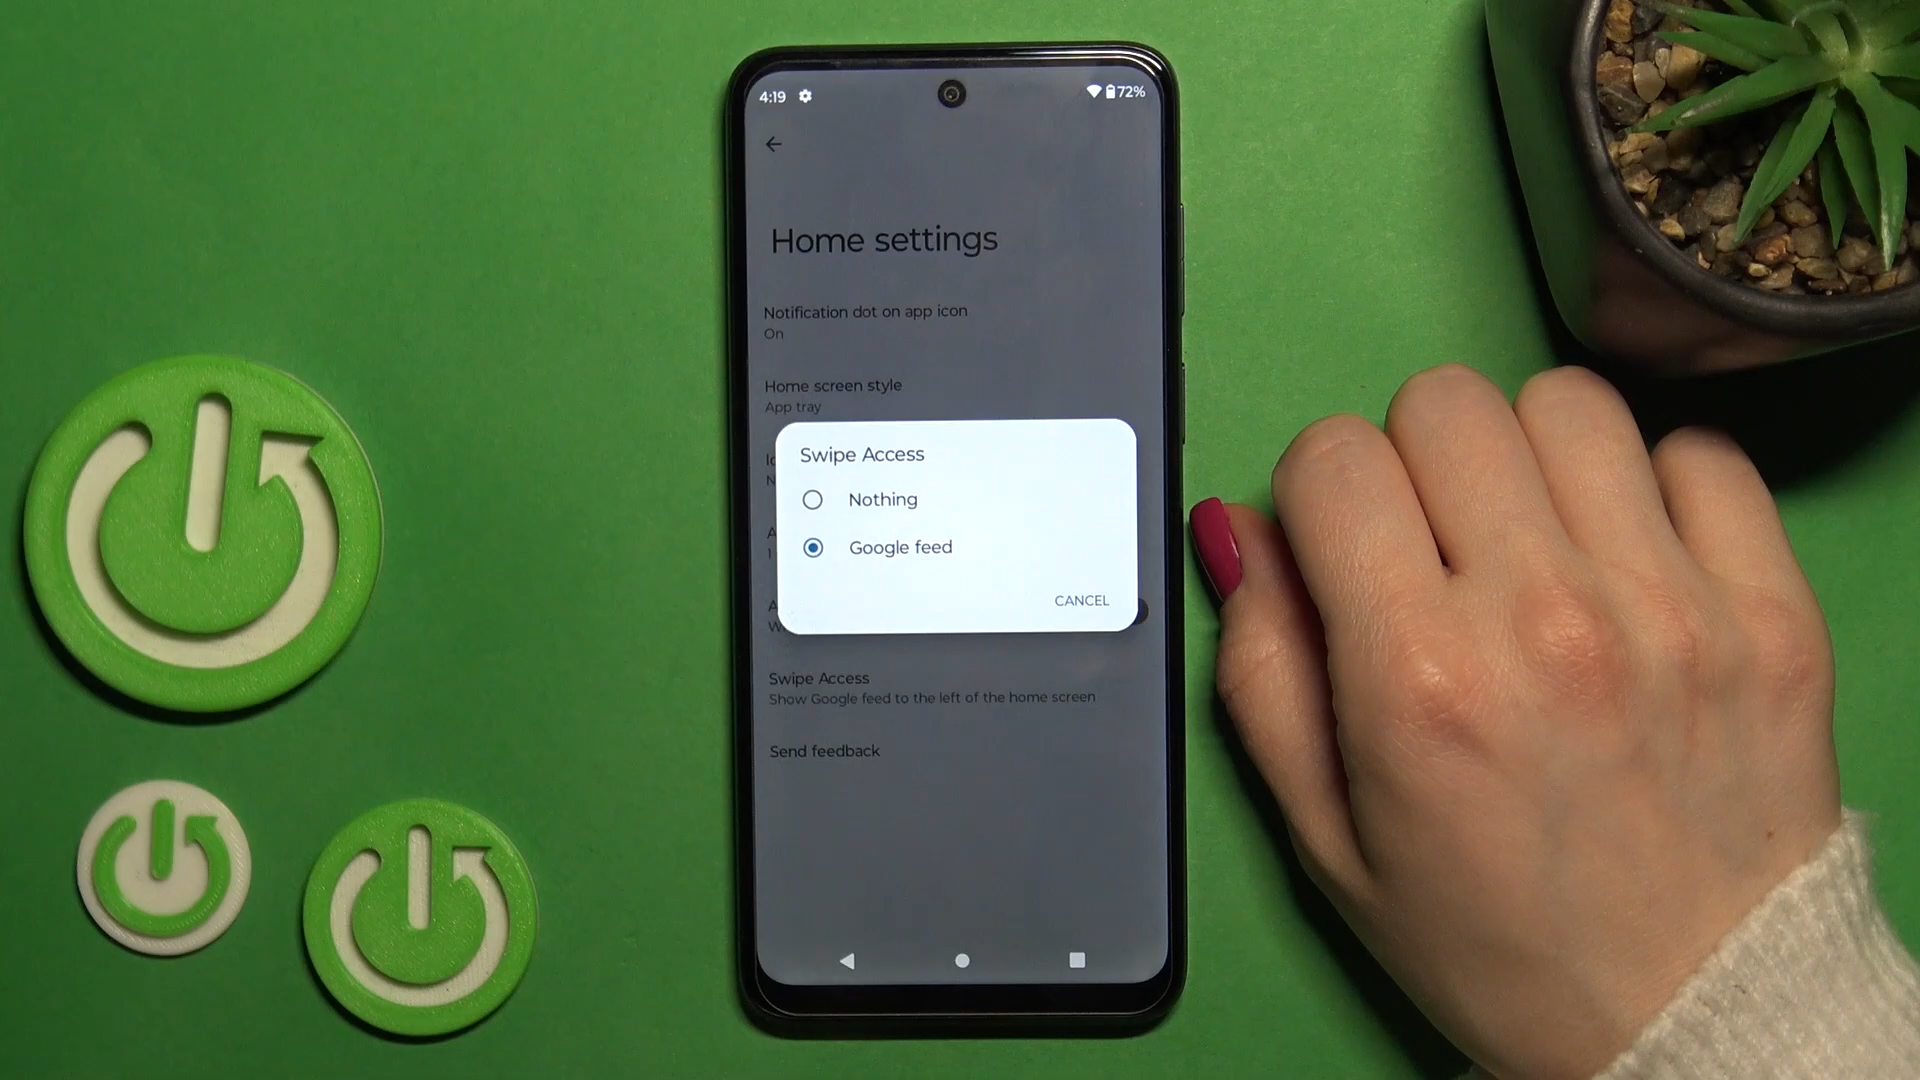 4:19
72%
Home settings
Notification dot on app icon
On
Home screen style
App tray
Swipe Access
Nothing
Google feed
CANCEL
Swipe Access
Show Google feed to the left of the home screen
Send feedback